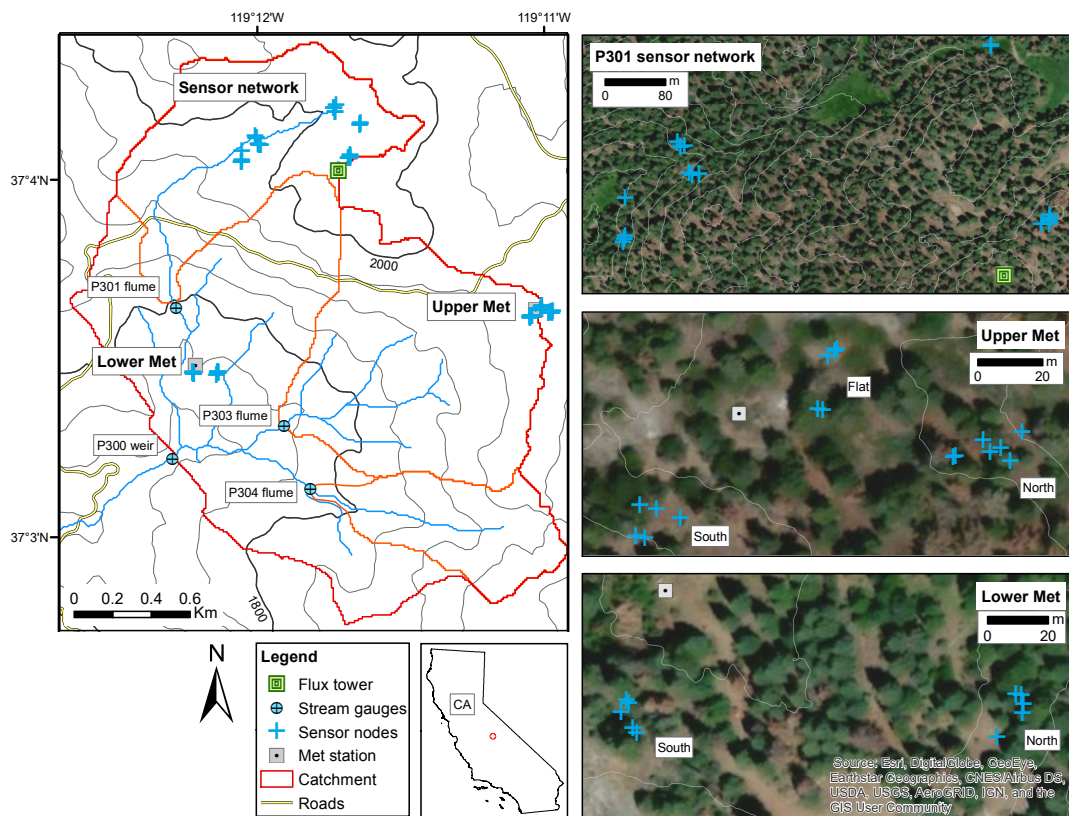 119°12'W
119°11'W
37°4'N
37°3'N
Sensor network
2000
P301 flume
Upper Met
Lower Met
P303 flume
P300 weir
P304 flume
1800
0 0.2 0.4 0.6
Km
N
Legend
Flux tower
Stream gauges
Sensor nodes
Met station
Catchment
Roads
CA
P301 sensor network
m
0 80
Upper Met
m
0 20
Flat
North
South
Lower Met
m
0 20
South
North
Source: Esri, DigitalGlobe, GeoEye,
Earthstar Geographics, CNES/Airbus DS,
USDA, USGS, AeroGRID, IGN, and the
GIS User Community